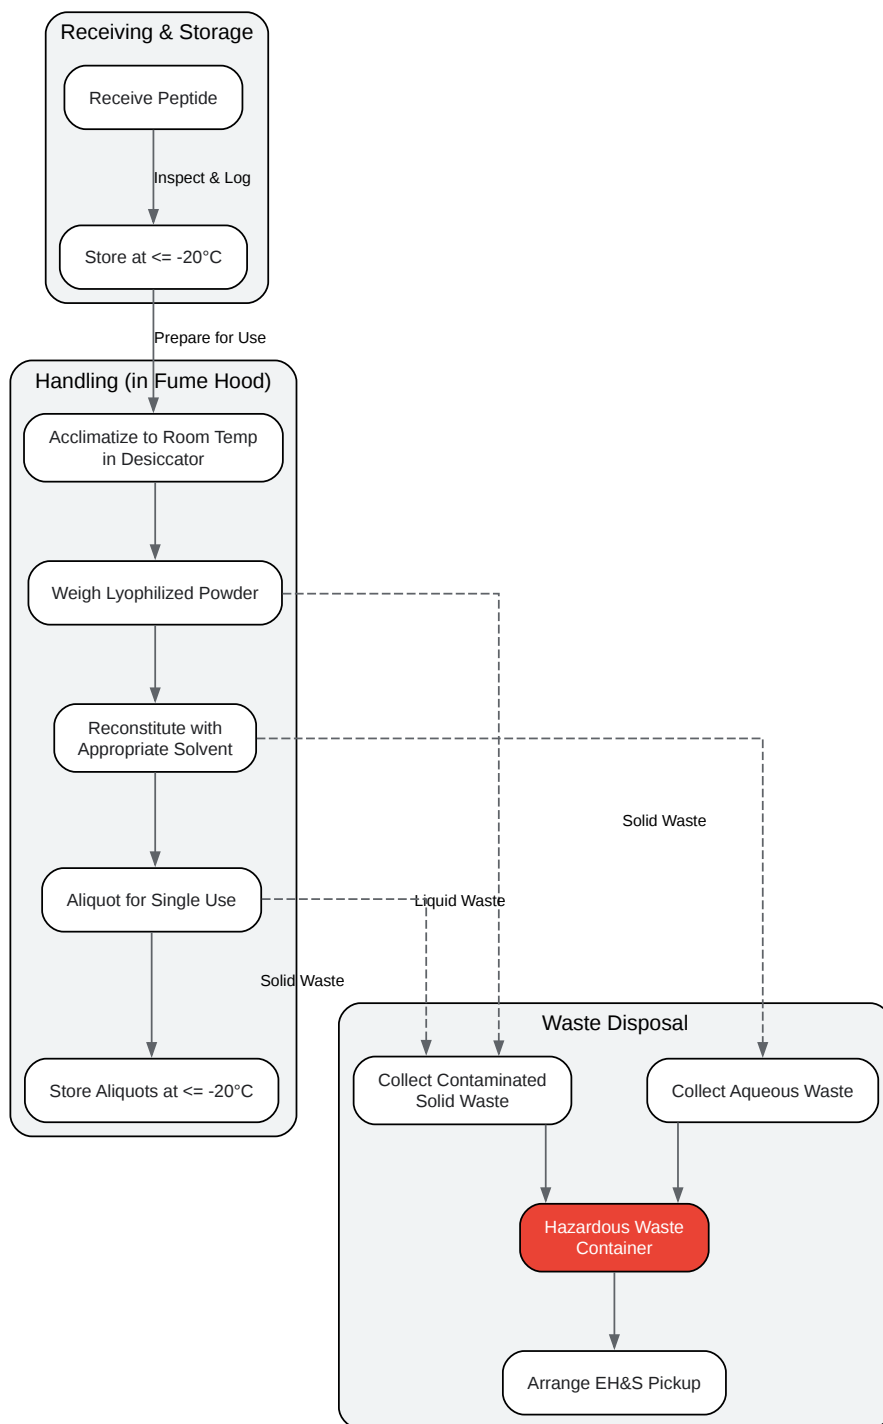 Receiving & Storage
Receive Peptide
Inspect & Log
Store at <= -20°C
Prepare for Use
Handling (in Fume Hood)
Acclimatize to Room Temp
in Desiccator
Weigh Lyophilized Powder
Reconstitute with
Appropriate Solvent
Solid Waste
Aliquot for Single Use
Liquid Waste
Solid Waste
Waste Disposal
Store Aliquots at <= -20°C
Collect Contaminated
Solid Waste
Collect Aqueous Waste
Hazardous Waste
Container
Arrange EH&S Pickup